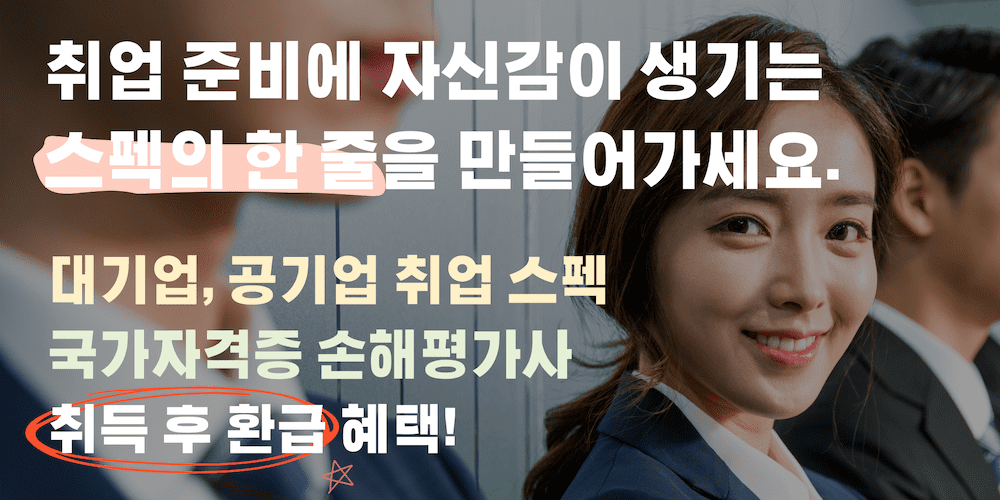 취업 준비에 자신감이 생기는
스펙의 한 줄을 만들어가세요.
대기업, 공기업 취업 스펙
국가자격증 손해평가사
취득 후 환급 혜택!